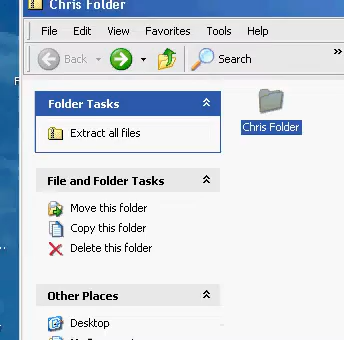 Chris Folder
File Edit View Favorites Tools Help
Back Search »
Folder Tasks
Extract all files
Chris Folder
File and Folder Tasks
Move this folder
Copy this folder
Delete this folder
Other Places
Desktop